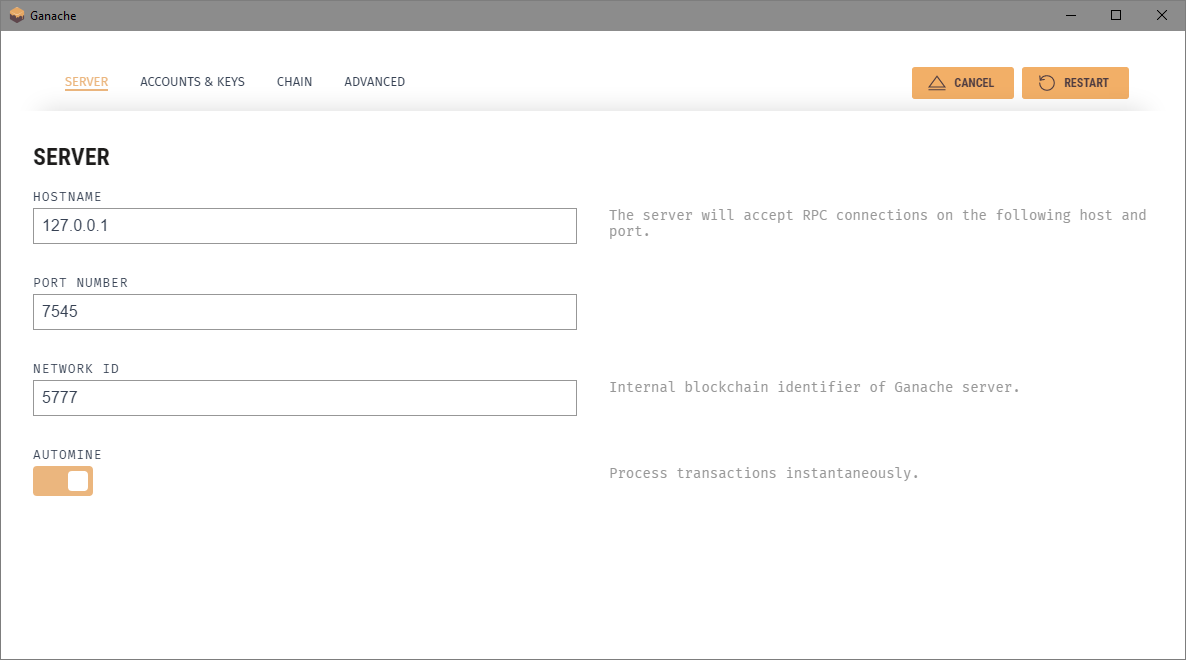 Ganache
SERVER ACCOUNTS & KEYS CHAIN ADVANCED CANCEL RESTART
SERVER
HOSTNAME
127.0.0.1
The server will accept RPC connections on the following host and
port.
PORT NUMBER
7545
NETWORK ID
5777
Internal blockchain identifier of Ganache server.
AUTOMINE
Process transactions instantaneously.